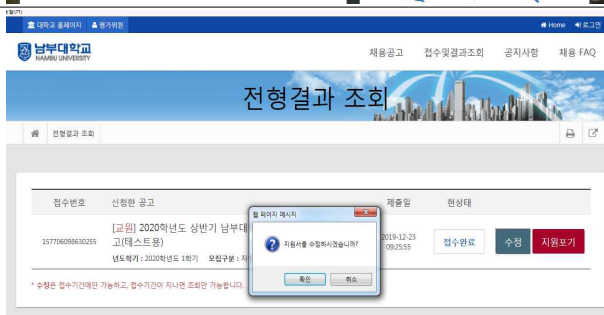 대학교 홈페이지 평가위원 Home 로그인
남부대학교
NAMBU UNIVERSITY
채용공고 접수및결과조회 공지사항 채용 FAQ
전형결과 조회
전형결과 조회
접수번호 신청한 공고 제출일 현상태
157706098630255
[교원] 2020학년도 상반기 남부대
고(테스트용)
년도학기 : 2020학년도 1학기 모집구분 :
웹 페이지 메시지
지원서를 수정하시겠습니까?
확인 취소
2019-12-23
09:25:55
접수완료 수정 지원포기
* 수정은 접수기간에만 가능하고, 접수기간이 지나면 조회만 가능합니다.